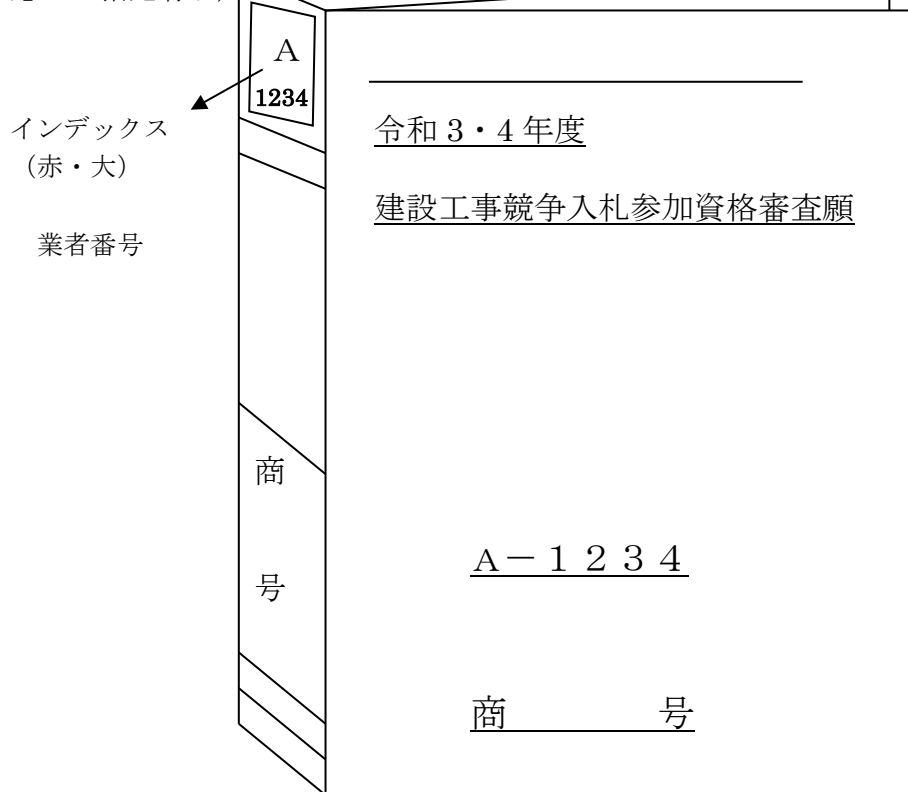 A
1234
インデックス
(赤・大)
業者番号
令和3・4年度
建設工事競争入札参加資格審査願
商
号
A－1234
商 号